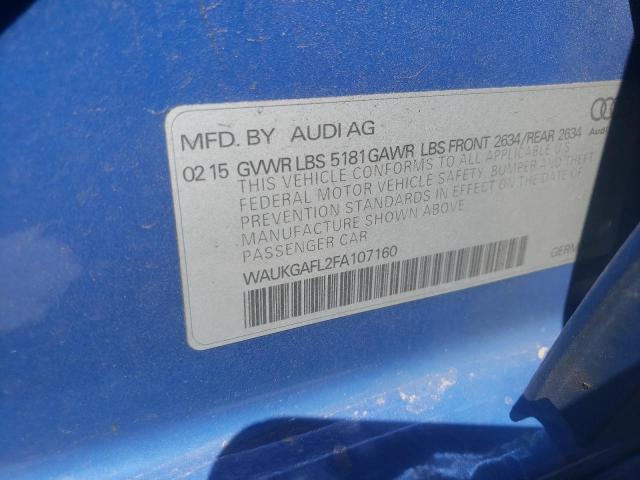 MFD. BY AUDI AG
02 15 GVWR LBS 5181 GAWR LBS FRONT 2634/REAR 2634
THIS VEHICLE CONFORMS TO ALL APPLICABLE U.S
FEDERAL MOTOR VEHICLE SAFETY, BUMPER AND THEFT
PREVENTION STANDARDS IN EFFECT ON THE DATE OF
MANUFACTURE SHOWN ABOVE
PASSENGER CAR
WAUKGAFL2FA107160